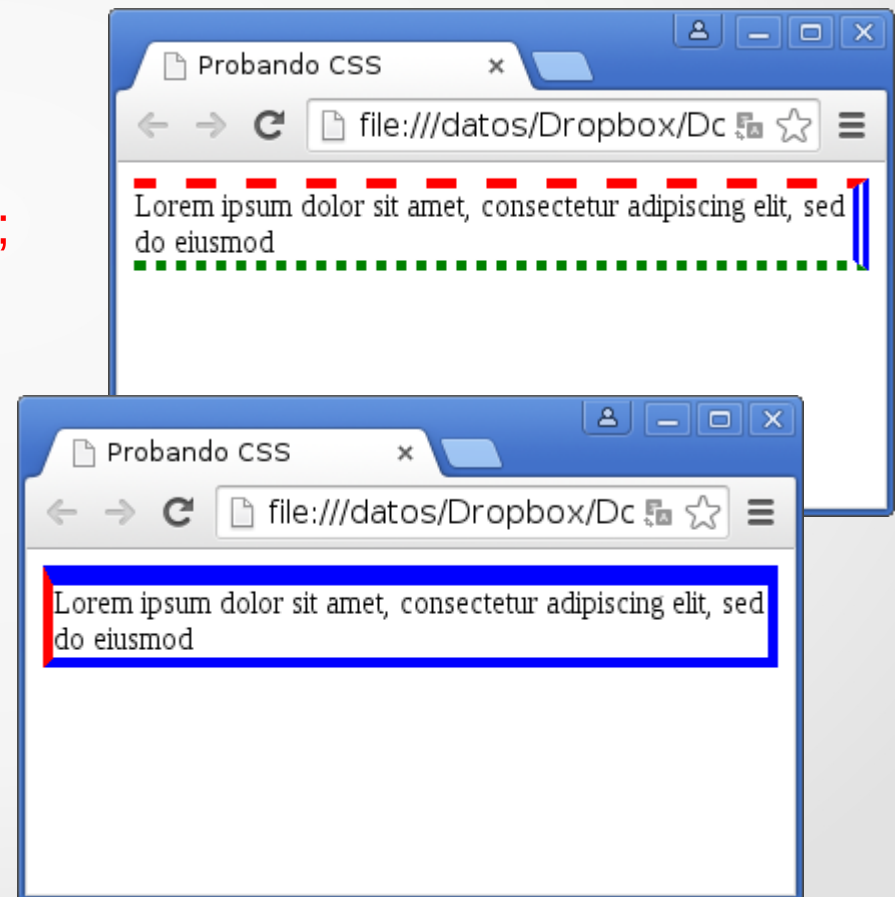 Probando CSS
file:///datos/Dropbox/Dc
;
Lorem ipsum dolor sit amet, consectetur adipiscing elit, sed
do eiusmod
Probando CSS
file:///datos/Dropbox/Dc
Lorem ipsum dolor sit amet, consectetur adipiscing elit, sed
do eiusmod